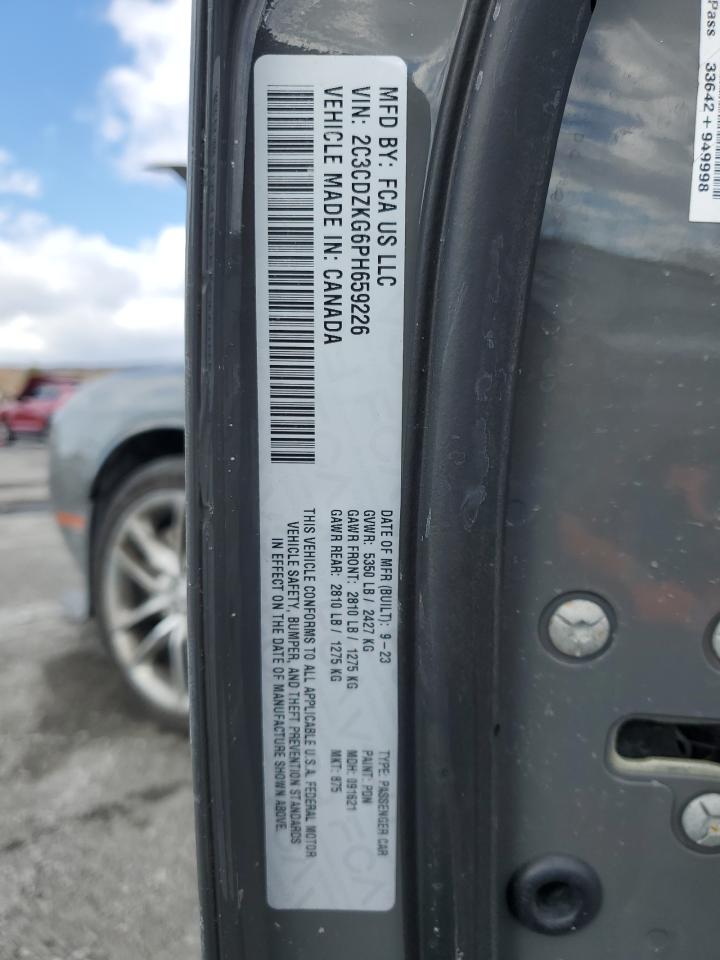 MFD BY: FCA US LLC
VIN: 2C3CDZKG6PH659226
VEHICLE MADE IN: CANADA
DATE OF MFR (BUILT): 9-23
GVWR: 5350 LB / 2427 KG
GAWR FRONT: 2810 LB / 1275 KG
GAWR REAR: 2810 LB / 1275 KG
THIS VEHICLE CONFORMS TO ALL APPLICABLE U.S.A. FEDERAL MOTOR
VEHICLE SAFETY, BUMPER, AND THEFT PREVENTION STANDARDS
IN EFFECT ON THE DATE OF MANUFACTURE SHOWN ABOVE.
TYPE: PASSENGER CAR
PAINT: PDN
MDH: 091621
MKT: 875
Pass
33642+949998